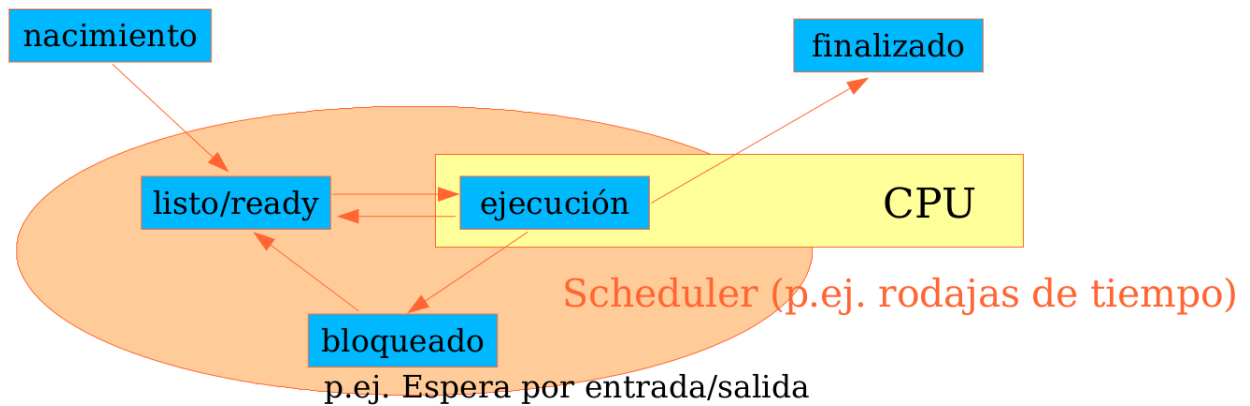 nacimiento
finalizado
listo/ready
ejecución
CPU
Scheduler (p.ej. rodajas de tiempo)
bloqueado
p.ej. Espera por entrada/salida